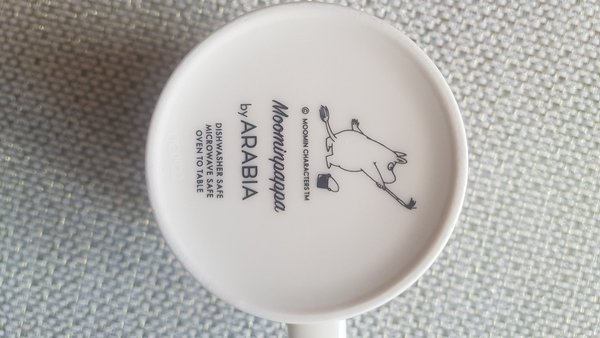 © MOOMIN CHARACTERS™
Moominpappa
by ARABIA
DISHWASHER SAFE
MICROWAVE SAFE
OVEN TO TABLE